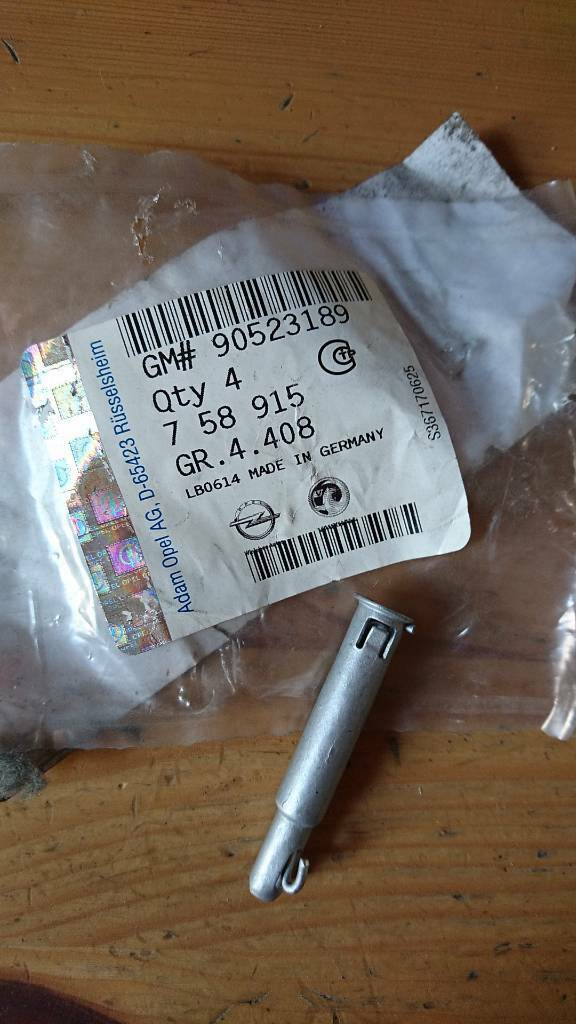 GM# 90523189
Qty 4
7 58 915
GR.4.408
LB0614 MADE IN GERMANY
S367170625
Adam Opel AG, D-65423 Rüsselsheim
OPEL